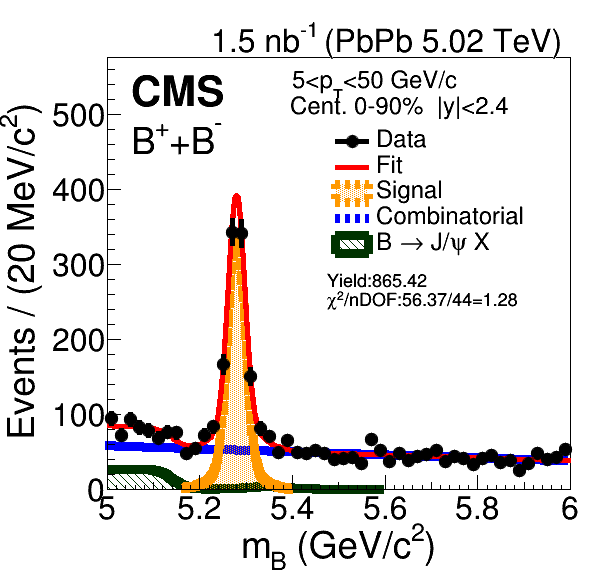 1.5 nb⁻¹ (PbPb 5.02 TeV)
CMS
B⁺+B⁻
5<p_T<50 GeV/c
Cent. 0-90% |y|<2.4
Data
Fit
Signal
Combinatorial
B → J/ψ X
Yield:865.42
χ²/nDOF:56.37/44=1.28
Events / (20 MeV/c²)
500
400
300
200
100
0
5 5.2 5.4 5.6 5.8 6
m_B (GeV/c²)